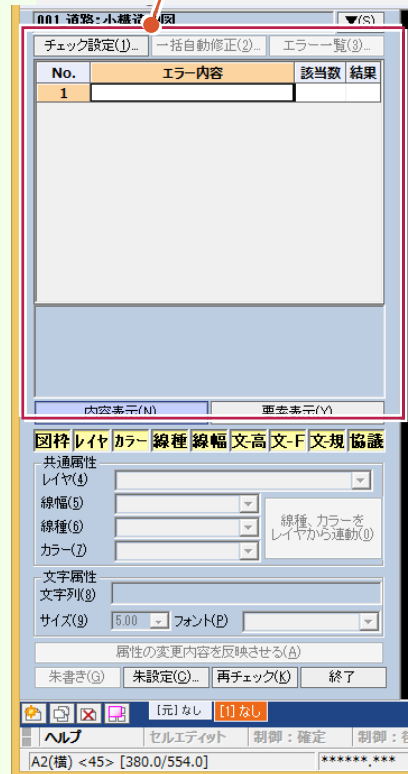 001 道路:小構造 図 ▼(S)
チェック設定(1)... 一括自動修正(2)... エラー一覧(3)...
No. エラー内容 該当数 結果
1
内容表示(N) 要素表示(Y)
図枠 レイヤ カラー 線種 線幅 文-高 文-F 文-規 協議
共通属性
レイヤ(4)
線幅(5)
線種(6)
カラー(7)
線種、カラーを
レイヤから連動(0)
文字属性
文字列(8)
サイズ(9) 5.00 フォント(P)
属性の変更内容を反映させる(A)
朱書き(G) 朱設定(C)... 再チェック(K) 終了
[元]なし [1]なし
ヘルプ セルエディット 制御:確定 制御:
A2(横) <45> [380.0/554.0] ******.***